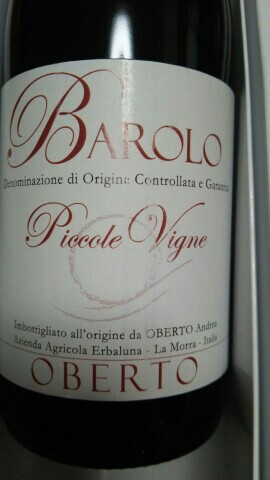 BAROLO
Denominazione di Origine Controllata e Garantita
Piccole Vigne
Imbottigliato all'origine da OBERTO Andrea
Azienda Agricola Erbaluna - La Morra - Italia
OBERTO